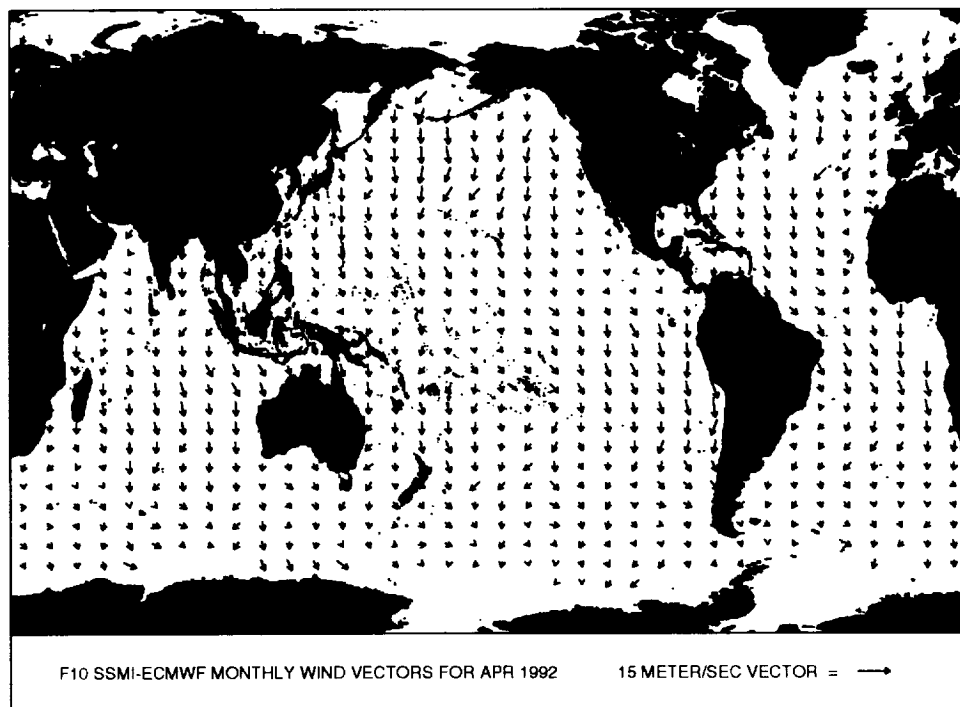 F10 SSMI-ECMWF MONTHLY WIND VECTORS FOR APR 1992 15 METER/SEC VECTOR =